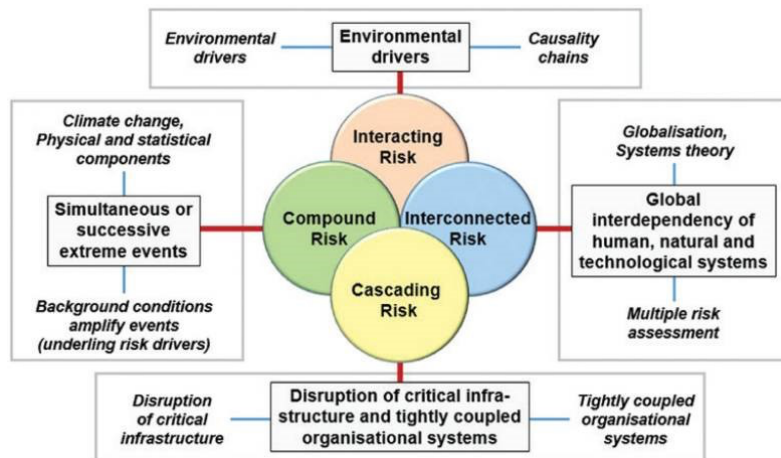 Environmental
drivers
Environmental
drivers
Causality
chains
Climate change,
Physical and statistical
components
Simultaneous or
successive
extreme events
Background conditions
amplify events
(underling risk drivers)
Interacting
Risk
Compound
Risk
Interconnected
Risk
Cascading
Risk
Globalisation,
Systems theory
Global
interdependency of
human, natural and
technological systems
Multiple risk
assessment
Disruption
of critical
infrastructure
Disruption of critical infra-
structure and tightly coupled
organisational systems
Tightly coupled
organisational
systems